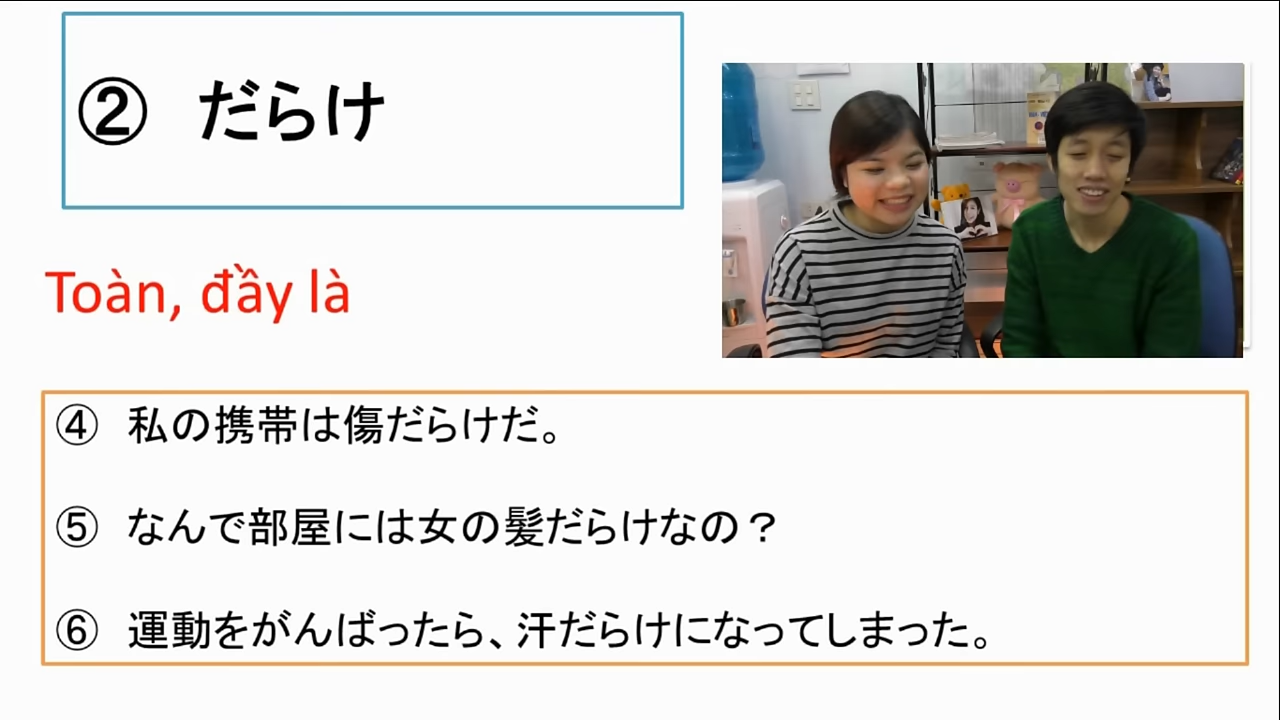 ② だらけ
Toàn, đầy là
④ 私の携帯は傷だらけだ。
⑤ なんで部屋には女の髪だらけなの？
⑥ 運動をがんばったら、汗だらけになってしまった。